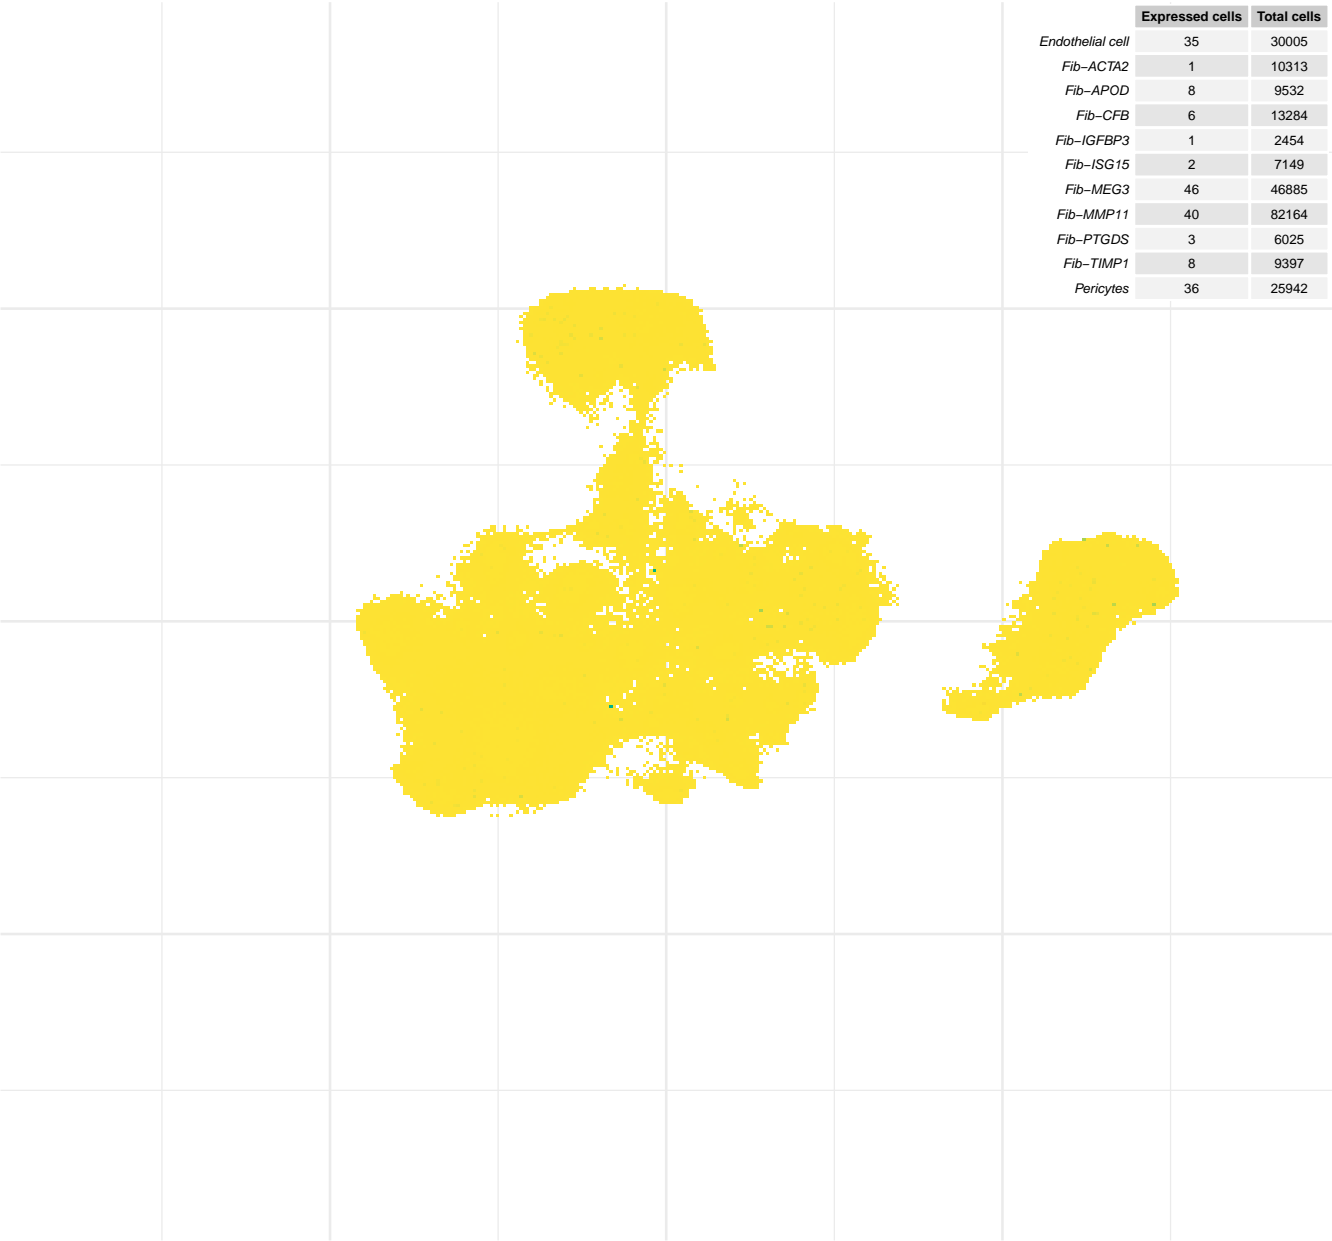 Expressed cells Total cells
Endothelial cell 35 30005
Fib−ACTA2 1 10313
Fib−APOD 8 9532
Fib−CFB 6 13284
Fib−IGFBP3 1 2454
Fib−ISG15 2 7149
Fib−MEG3 46 46885
Fib−MMP11 40 82164
Fib−PTGDS 3 6025
Fib−TIMP1 8 9397
Pericytes 36 25942